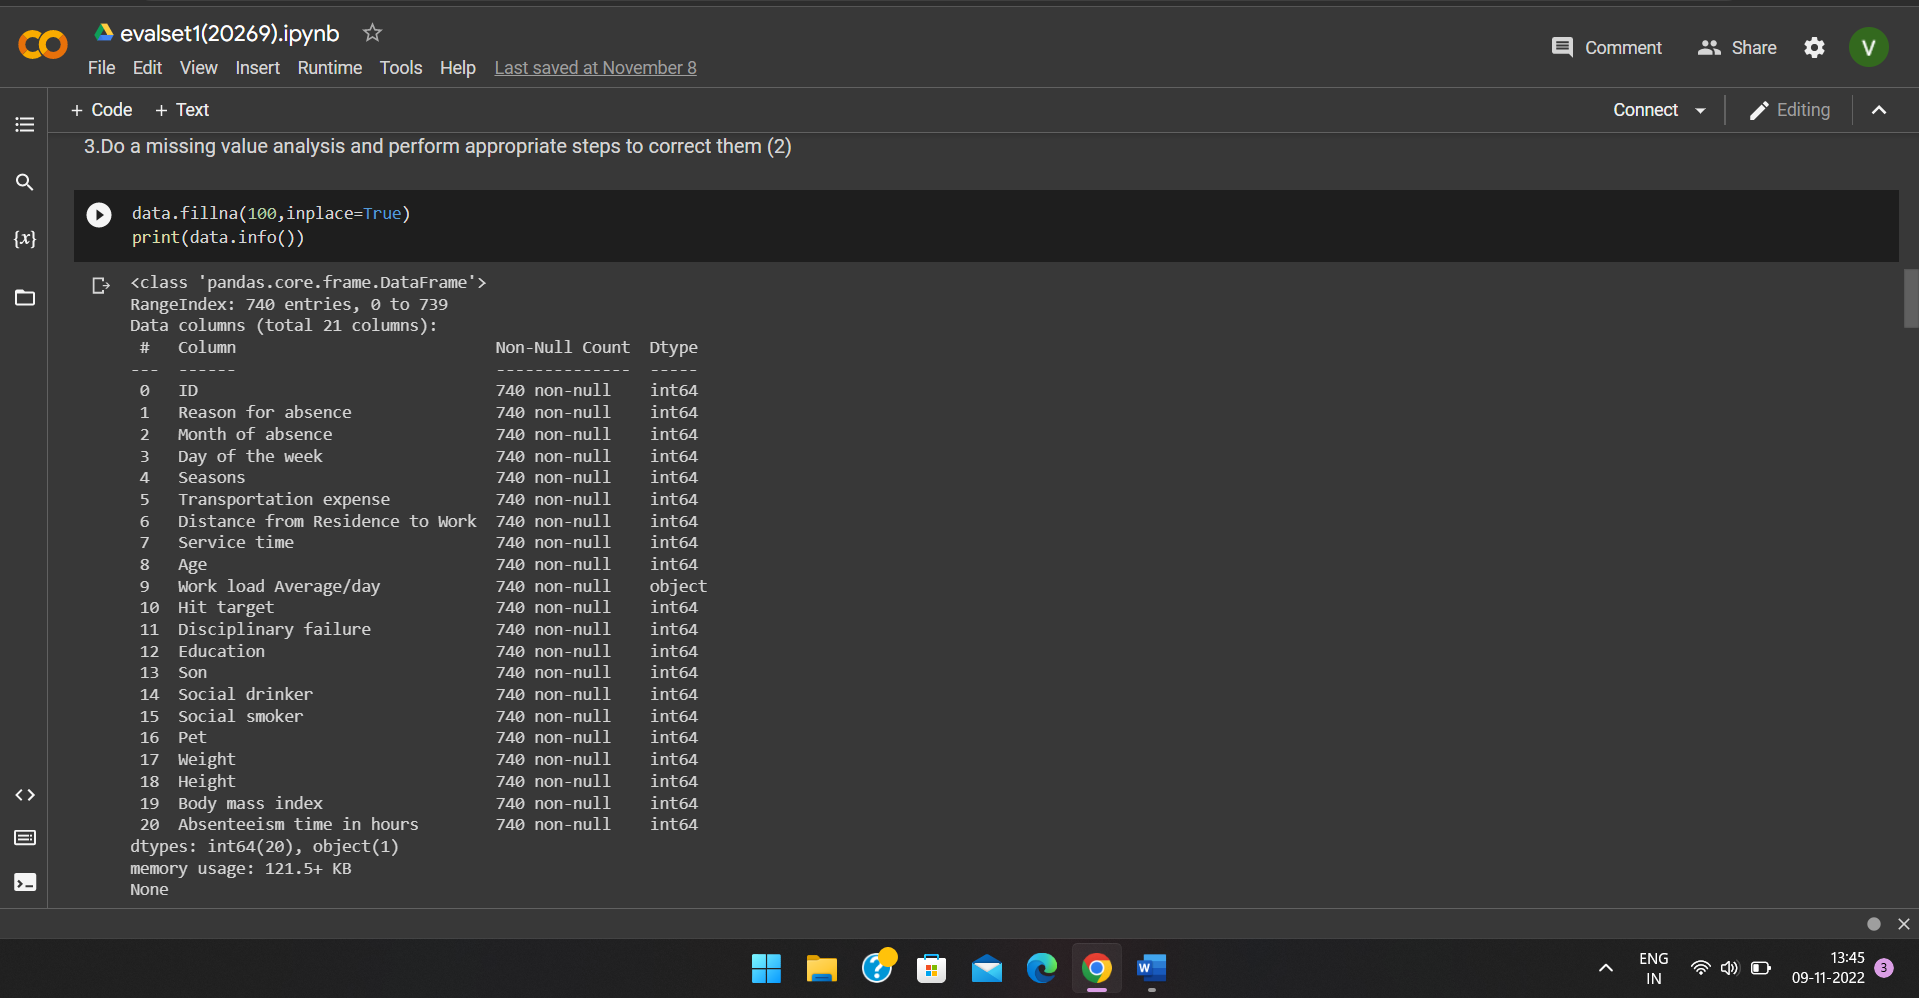 evalset1(20269).ipynb
Comment Share V
File Edit View Insert Runtime Tools Help Last saved at November 8
+ Code + Text Connect Editing
3.Do a missing value analysis and perform appropriate steps to correct them (2)
{x}
data.fillna(100,inplace=True)
print(data.info())
<class 'pandas.core.frame.DataFrame'>
RangeIndex: 740 entries, 0 to 739
Data columns (total 21 columns):
 #   Column                           Non-Null Count  Dtype
---  ------                           --------------  -----
 0   ID                               740 non-null    int64
 1   Reason for absence               740 non-null    int64
 2   Month of absence                 740 non-null    int64
 3   Day of the week                  740 non-null    int64
 4   Seasons                          740 non-null    int64
 5   Transportation expense           740 non-null    int64
 6   Distance from Residence to Work  740 non-null    int64
 7   Service time                     740 non-null    int64
 8   Age                              740 non-null    int64
 9   Work load Average/day            740 non-null    object
 10  Hit target                       740 non-null    int64
 11  Disciplinary failure             740 non-null    int64
 12  Education                        740 non-null    int64
 13  Son                              740 non-null    int64
 14  Social drinker                   740 non-null    int64
 15  Social smoker                    740 non-null    int64
 16  Pet                              740 non-null    int64
 17  Weight                           740 non-null    int64
 18  Height                           740 non-null    int64
 19  Body mass index                  740 non-null    int64
 20  Absenteeism time in hours        740 non-null    int64
dtypes: int64(20), object(1)
memory usage: 121.5+ KB
None
ENG 13:45
IN 09-11-2022 3